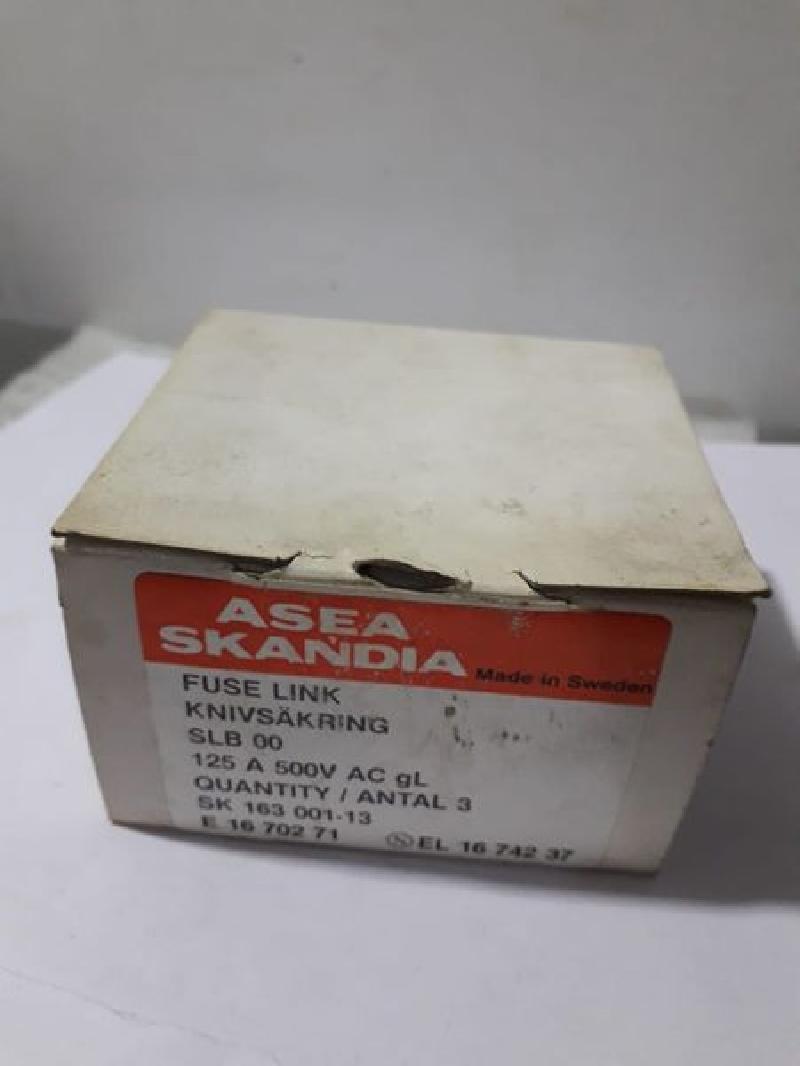 ASEA
SKANDIA
Made in Sweden
FUSE LINK
KNIVSÄKRING
SLB 00
125 A 500V AC gL
QUANTITY / ANTAL 3
SK 163 001-13
E 16 702 71
EL 16 742 37